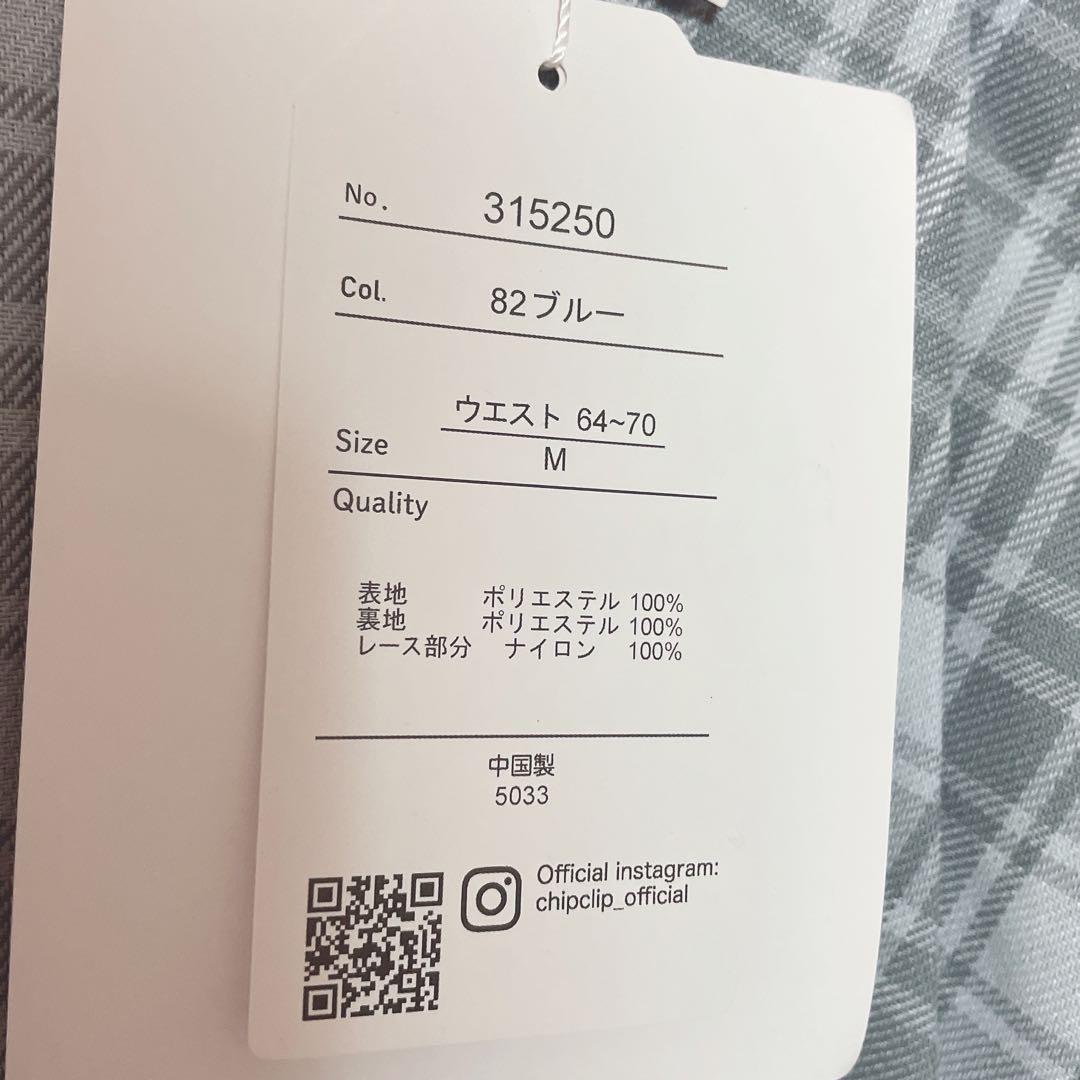 No. 315250
Col. 82ブルー
ウエスト 64~70
Size M
Quality
表地 ポリエステル 100%
裏地 ポリエステル 100%
レース部分 ナイロン 100%
中国製
5033
Official instagram:
chipclip_official